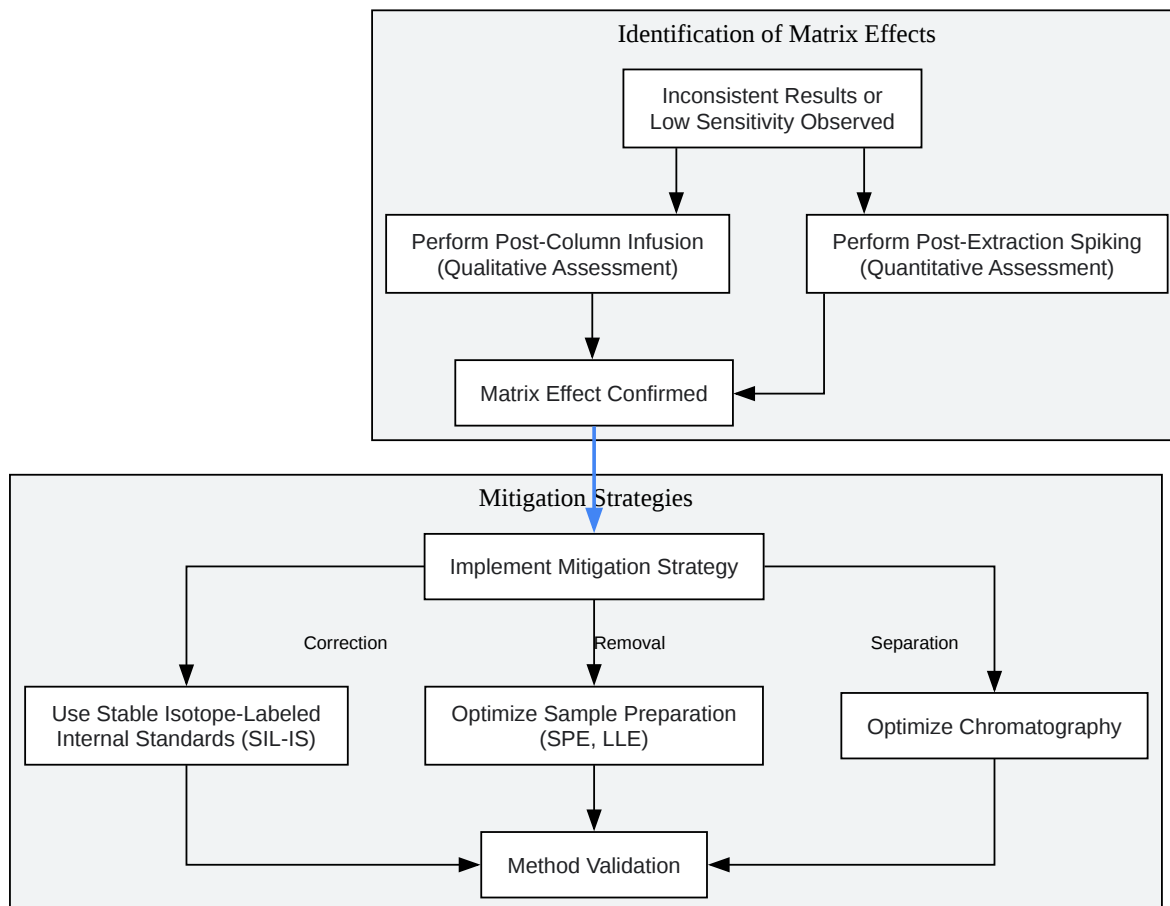 Identification of Matrix Effects
Inconsistent Results or
Low Sensitivity Observed
Perform Post-Column Infusion
(Qualitative Assessment)
Perform Post-Extraction Spiking
(Quantitative Assessment)
Matrix Effect Confirmed
Mitigation Strategies
Implement Mitigation Strategy
Correction
Removal
Separation
Use Stable Isotope-Labeled
Internal Standards (SIL-IS)
Optimize Sample Preparation
(SPE, LLE)
Optimize Chromatography
Method Validation